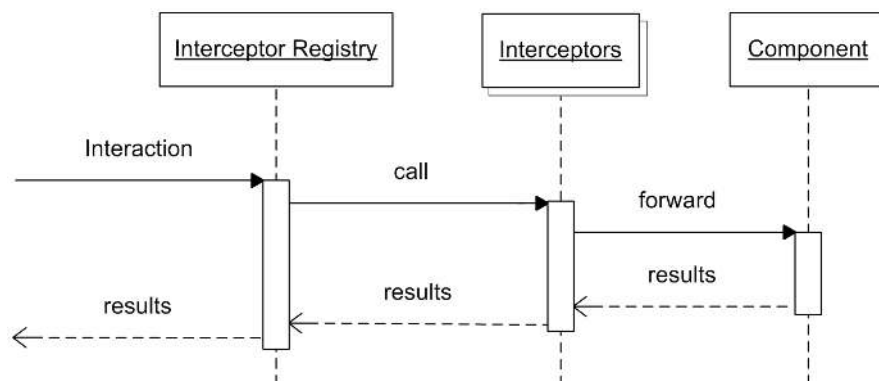 Interceptor Registry
Interceptors
Component
Interaction
call
forward
results
results
results